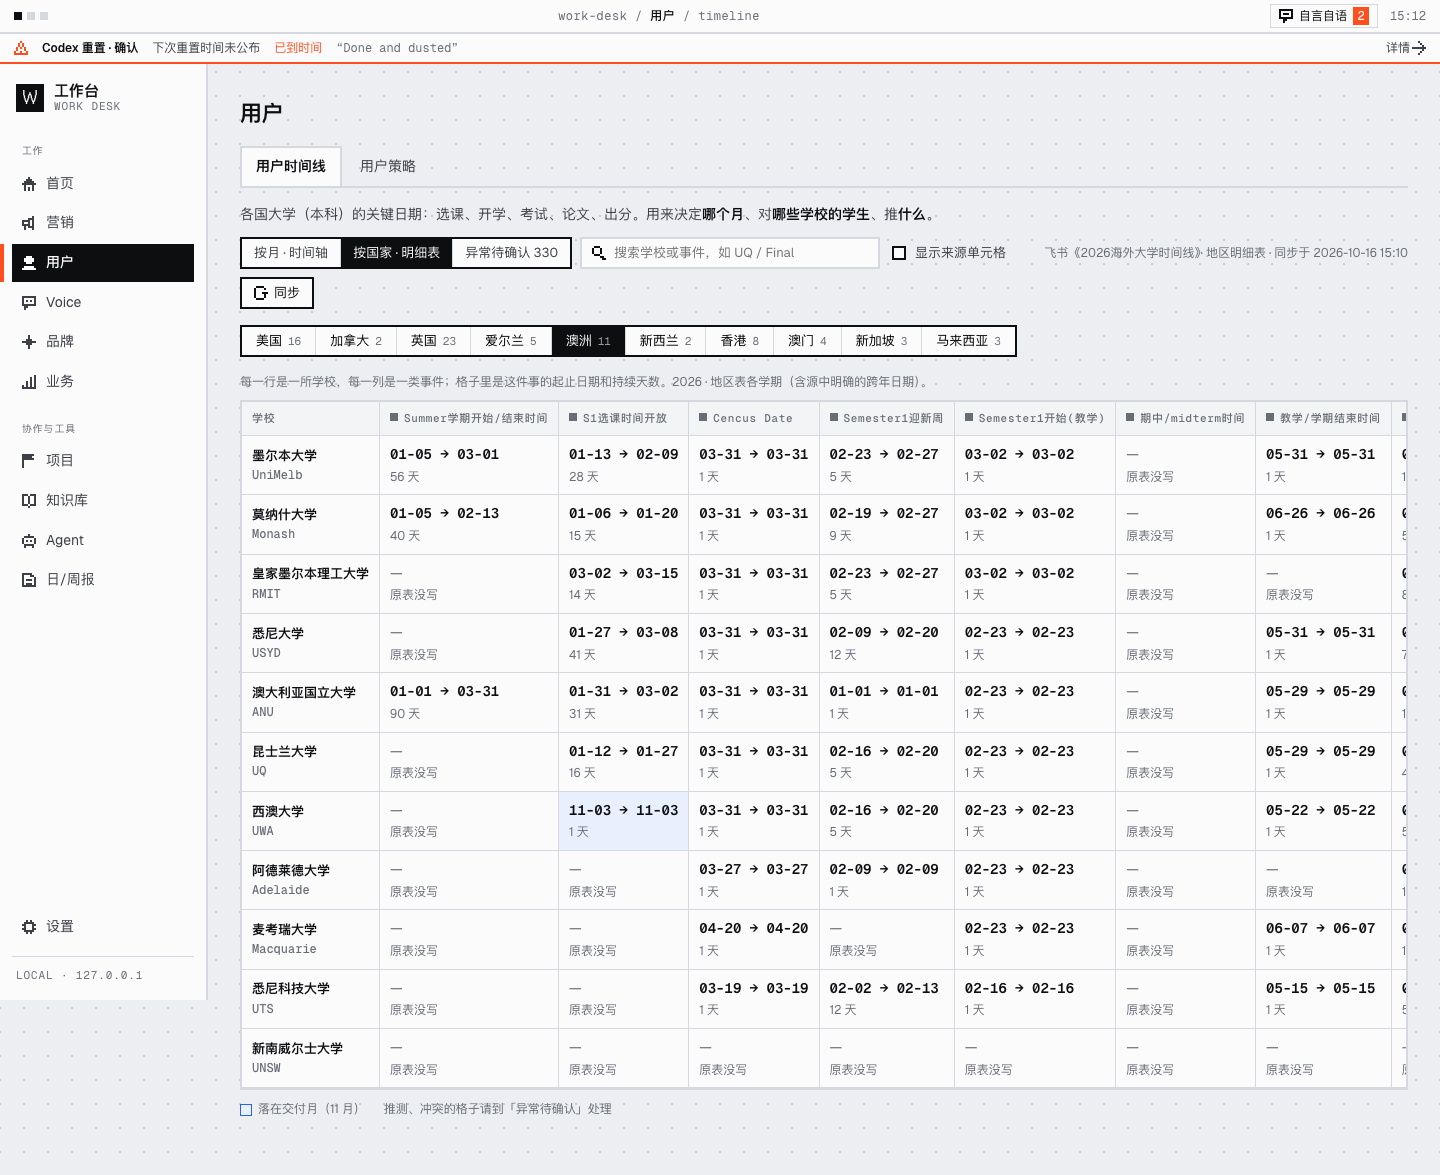 work-desk / 用户 / timeline
自言自语 2
15:12
Codex 重置 · 确认 下次重置时间未公布 已到时间 “Done and dusted”
详情
W 工作台
WORK DESK
工作
首页
营销
用户
Voice
品牌
业务
协作与工具
项目
知识库
Agent
日/周报
设置
LOCAL · 127.0.0.1
用户
用户时间线 用户策略
各国大学（本科）的关键日期：选课、开学、考试、论文、出分。用来决定哪个月、对哪些学校的学生、推什么。
按月 · 时间轴 按国家 · 明细表 异常待确认 330 搜索学校或事件，如 UQ / Final 显示来源单元格 飞书《2026海外大学时间线》· 地区明细表 · 同步于 2026-10-16 15:10
同步
美国 16 加拿大 2 英国 23 爱尔兰 5 澳洲 11 新西兰 2 香港 8 澳门 4 新加坡 3 马来西亚 3
每一行是一所学校，每一列是一类事件；格子里是这件事的起止日期和持续天数。2026 · 地区表各学期（含源中明确的跨年日期）。
学校 Summer学期开始/结束时间 S1选课时间开放 Cencus Date Semester1迎新周 Semester1开始(教学) 期中/midterm时间 教学/学期结束时间
墨尔本大学 01-05 → 03-01 01-13 → 02-09 03-31 → 03-31 02-23 → 02-27 03-02 → 03-02 — 05-31 → 05-31
UniMelb 56 天 28 天 1 天 5 天 1 天 原表没写 1 天
莫纳什大学 01-05 → 02-13 01-06 → 01-20 03-31 → 03-31 02-19 → 02-27 03-02 → 03-02 — 06-26 → 06-26
Monash 40 天 15 天 1 天 9 天 1 天 原表没写 1 天
皇家墨尔本理工大学 — 03-02 → 03-15 03-31 → 03-31 02-23 → 02-27 03-02 → 03-02 — —
RMIT 原表没写 14 天 1 天 5 天 1 天 原表没写 原表没写
悉尼大学 — 01-27 → 03-08 03-31 → 03-31 02-09 → 02-20 02-23 → 02-23 — 05-31 → 05-31
USYD 原表没写 41 天 1 天 12 天 1 天 原表没写 1 天
澳大利亚国立大学 01-01 → 03-31 01-31 → 03-02 03-31 → 03-31 01-01 → 01-01 02-23 → 02-23 — 05-29 → 05-29
ANU 90 天 31 天 1 天 1 天 1 天 原表没写 1 天
昆士兰大学 — 01-12 → 01-27 03-31 → 03-31 02-16 → 02-20 02-23 → 02-23 — 05-29 → 05-29
UQ 原表没写 16 天 1 天 5 天 1 天 原表没写 1 天
西澳大学 — 11-03 → 11-03 03-31 → 03-31 02-16 → 02-20 02-23 → 02-23 — 05-22 → 05-22
UWA 原表没写 1 天 1 天 5 天 1 天 原表没写 1 天
阿德莱德大学 — — 03-27 → 03-27 02-09 → 02-09 02-23 → 02-23 — —
Adelaide 原表没写 原表没写 1 天 1 天 1 天 原表没写 原表没写
麦考瑞大学 — — 04-20 → 04-20 — 02-23 → 02-23 — 06-07 → 06-07
Macquarie 原表没写 原表没写 1 天 原表没写 1 天 原表没写 1 天
悉尼科技大学 — — 03-19 → 03-19 02-02 → 02-13 02-16 → 02-16 — 05-15 → 05-15
UTS 原表没写 原表没写 1 天 12 天 1 天 原表没写 1 天
新南威尔士大学 — — — — — — —
UNSW 原表没写 原表没写 原表没写 原表没写 原表没写 原表没写 原表没写
落在交付月（11 月） 推测、冲突的格子请到「异常待确认」处理